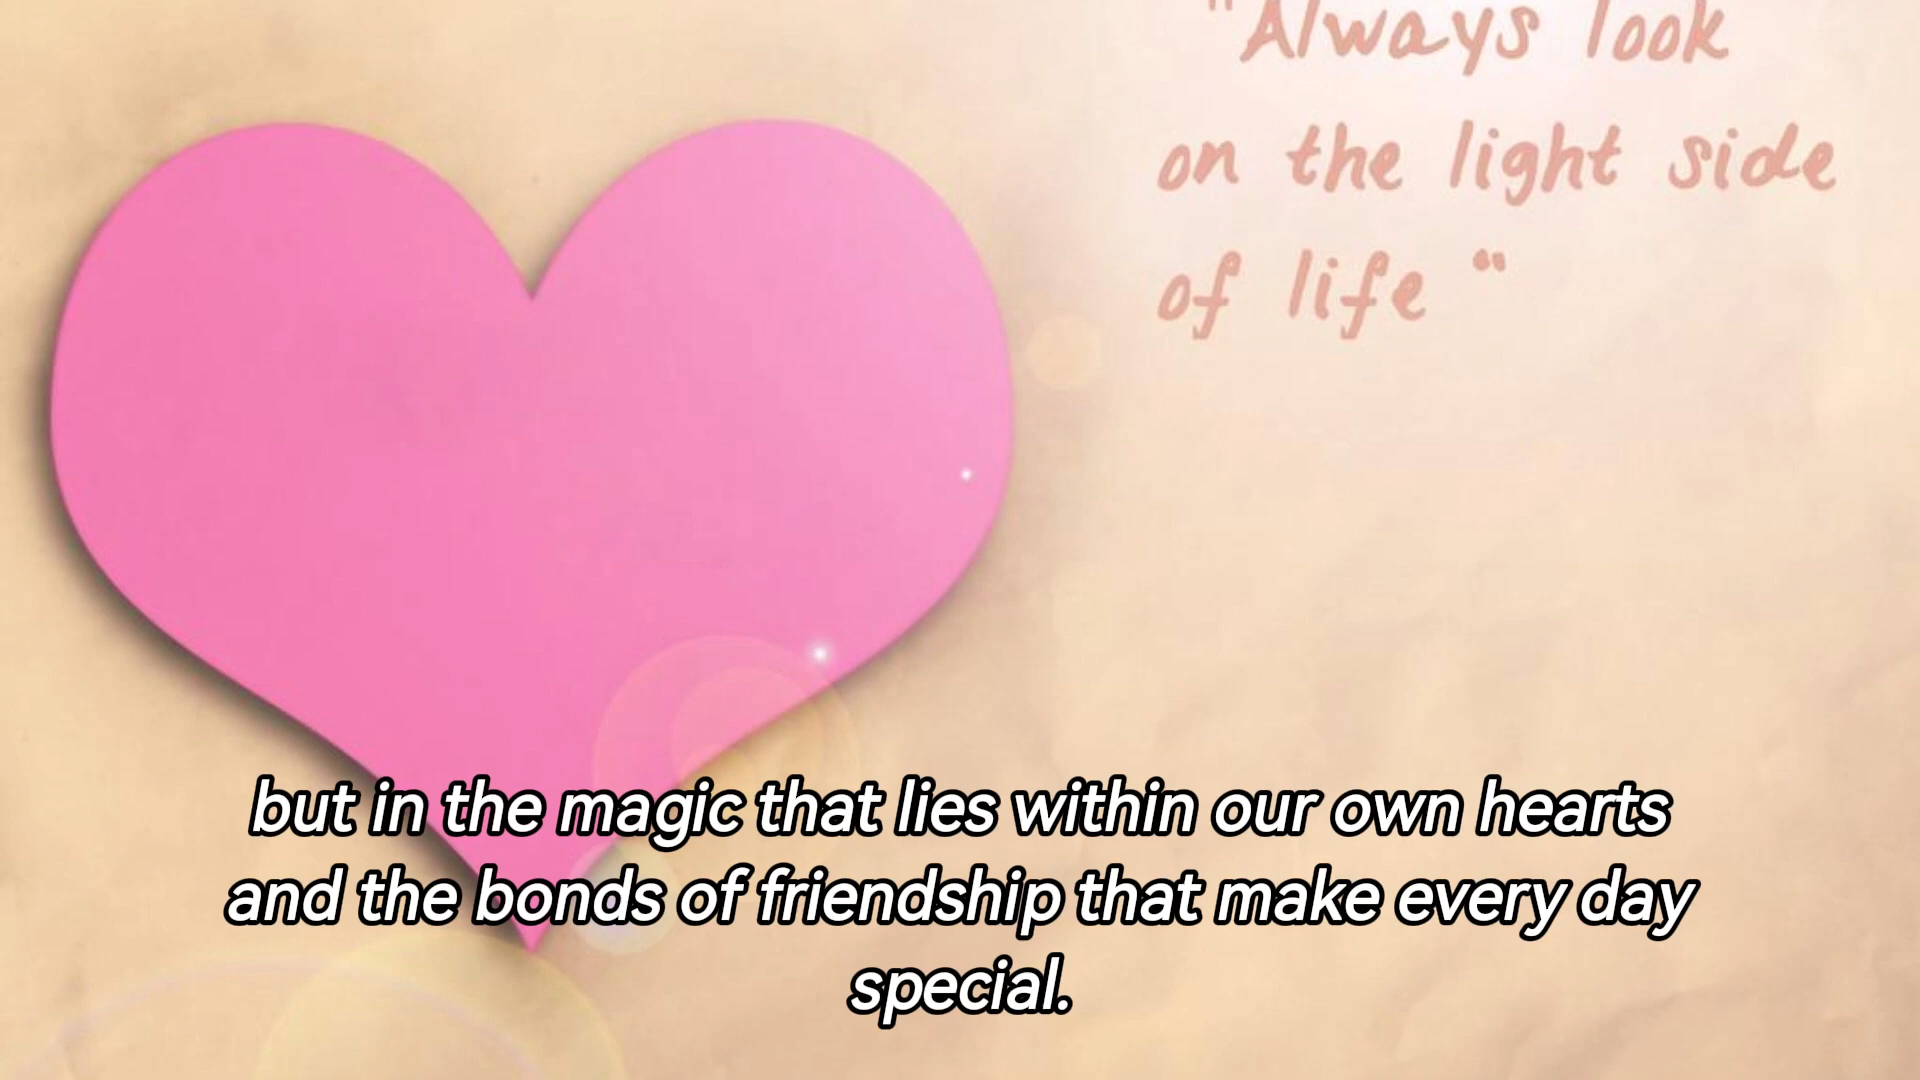 "Always look
on the light side
of life "
but in the magic that lies within our own hearts
and the bonds of friendship that make every day
special.